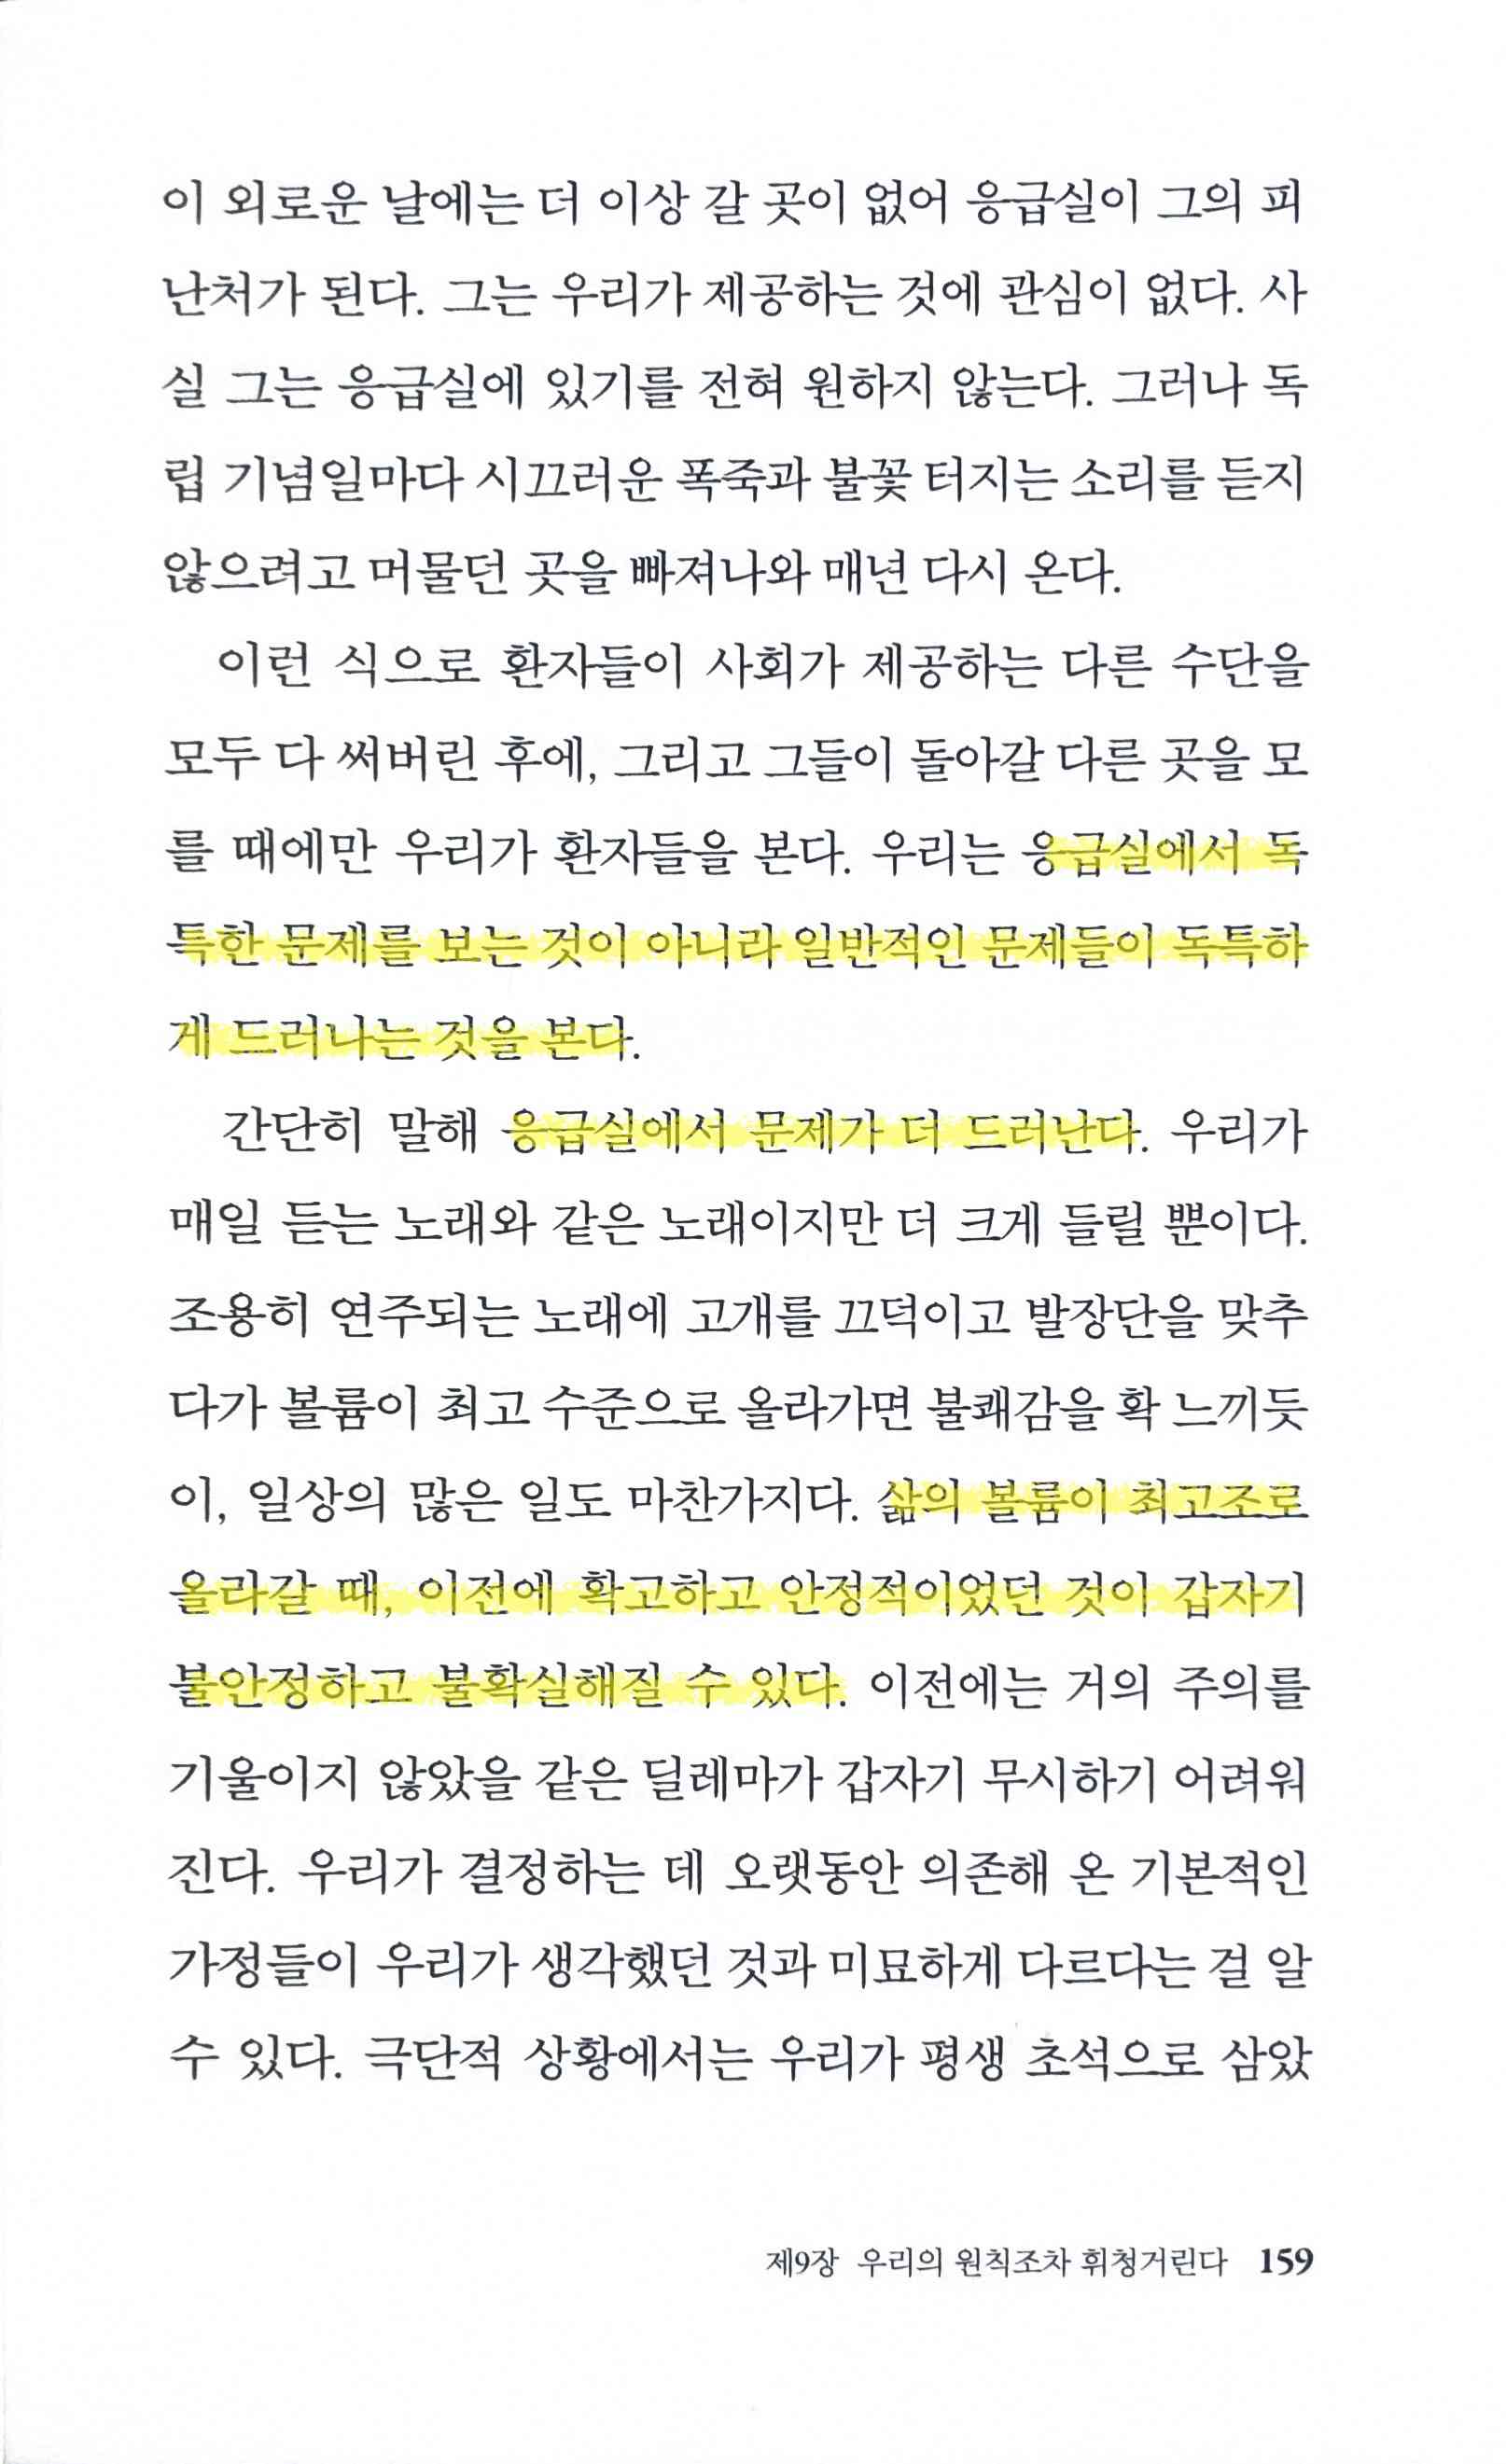 이 외로운 날에는 더 이상 갈 곳이 없어 응급실이 그의 피
난처가 된다. 그는 우리가 제공하는 것에 관심이 없다. 사
실 그는 응급실에 있기를 전혀 원하지 않는다. 그러나 독
립 기념일마다 시끄러운 폭죽과 불꽃 터지는 소리를 듣지
않으려고 머물던 곳을 빠져나와 매년 다시 온다.
이런 식으로 환자들이 사회가 제공하는 다른 수단을
모두 다 써버린 후에, 그리고 그들이 돌아갈 다른 곳을 모
를 때에만 우리가 환자들을 본다. 우리는 응급실에서 독
특한 문제를 보는 것이 아니라 일반적인 문제들이 독특하
게 드러나는 것을 본다.
간단히 말해 응급실에서 문제가 더 드러난다. 우리가
매일 듣는 노래와 같은 노래이지만 더 크게 들릴 뿐이다.
조용히 연주되는 노래에 고개를 끄덕이고 발장단을 맞추
다가 볼륨이 최고 수준으로 올라가면 불쾌감을 확 느끼듯
이, 일상의 많은 일도 마찬가지다. 삶의 볼륨이 최고조로
올라갈 때, 이전에 확고하고 안정적이었던 것이 갑자기
불안정하고 불확실해질 수 있다. 이전에는 거의 주의를
기울이지 않았을 같은 딜레마가 갑자기 무시하기 어려워
진다. 우리가 결정하는 데 오랫동안 의존해 온 기본적인
가정들이 우리가 생각했던 것과 미묘하게 다르다는 걸 알
수 있다. 극단적 상황에서는 우리가 평생 초석으로 삼았
제9장 우리의 원칙조차 휘청거린다 159